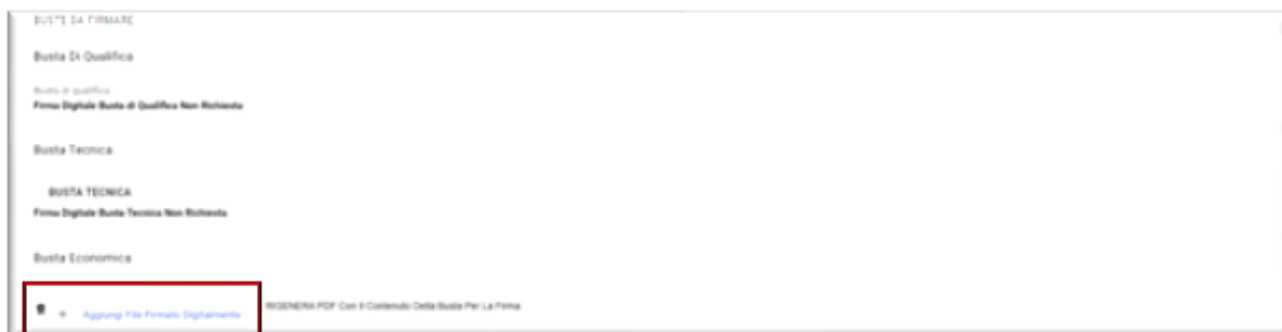 BUSTE DA FIRMARE
Busta Di Qualifica
Busta di qualifica
Firma Digitale Busta di Qualifica Non Richiesta
Busta Tecnica
BUSTA TECNICA
Firma Digitale Busta Tecnica Non Richiesta
Busta Economica
+ Aggiungi File Firmato Digitalmente RIGENERA PDF Con Il Contenuto Della Busta Per La Firma